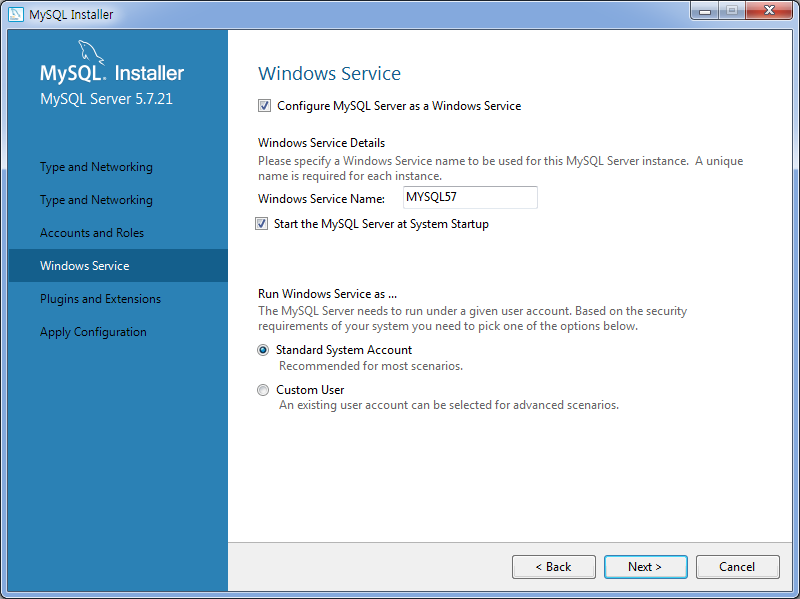 MySQL Installer
MySQL. Installer
MySQL Server 5.7.21
Type and Networking
Type and Networking
Accounts and Roles
Windows Service
Plugins and Extensions
Apply Configuration
Windows Service
Configure MySQL Server as a Windows Service
Windows Service Details
Please specify a Windows Service name to be used for this MySQL Server instance. A unique
name is required for each instance.
Windows Service Name: MYSQL57
Start the MySQL Server at System Startup
Run Windows Service as ...
The MySQL Server needs to run under a given user account. Based on the security
requirements of your system you need to pick one of the options below.
Standard System Account
Recommended for most scenarios.
Custom User
An existing user account can be selected for advanced scenarios.
< Back Next > Cancel